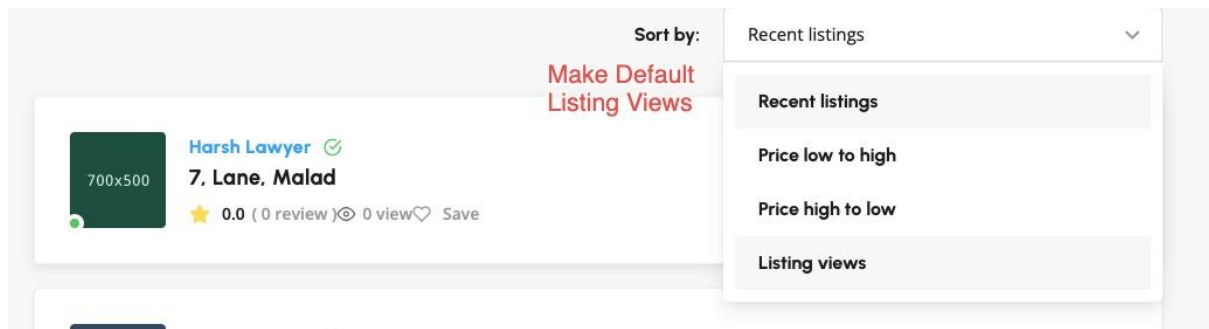 Sort by:
Recent listings
Make Default
Listing Views
Recent listings
Price low to high
Price high to low
Listing views
700x500
Harsh Lawyer
7, Lane, Malad
0.0 ( 0 review ) 0 view Save